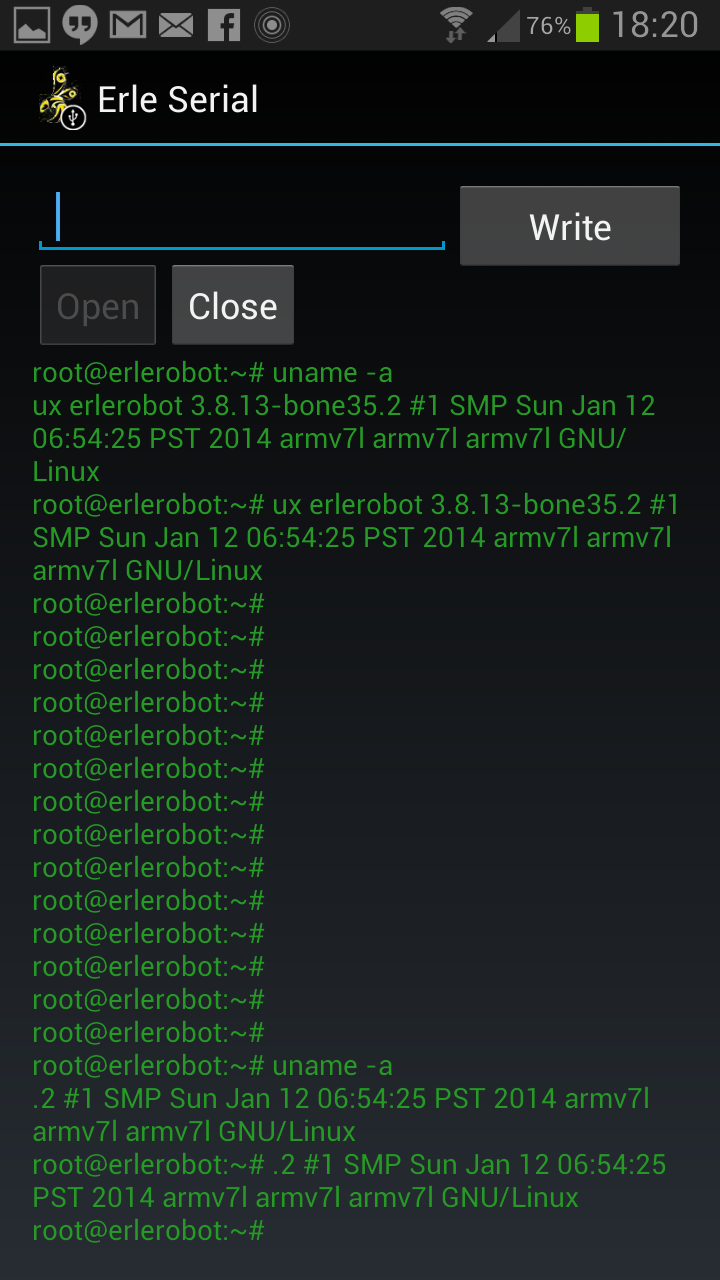 76% 18:20
Erle Serial
Write
Open Close
root@erlerobot:~# uname -a
ux erlerobot 3.8.13-bone35.2 #1 SMP Sun Jan 12
06:54:25 PST 2014 armv7l armv7l armv7l GNU/
Linux
root@erlerobot:~# ux erlerobot 3.8.13-bone35.2 #1
SMP Sun Jan 12 06:54:25 PST 2014 armv7l armv7l
armv7l GNU/Linux
root@erlerobot:~#
root@erlerobot:~#
root@erlerobot:~#
root@erlerobot:~#
root@erlerobot:~#
root@erlerobot:~#
root@erlerobot:~#
root@erlerobot:~#
root@erlerobot:~#
root@erlerobot:~#
root@erlerobot:~#
root@erlerobot:~#
root@erlerobot:~#
root@erlerobot:~#
root@erlerobot:~# uname -a
.2 #1 SMP Sun Jan 12 06:54:25 PST 2014 armv7l
armv7l armv7l GNU/Linux
root@erlerobot:~# .2 #1 SMP Sun Jan 12 06:54:25
PST 2014 armv7l armv7l armv7l GNU/Linux
root@erlerobot:~#